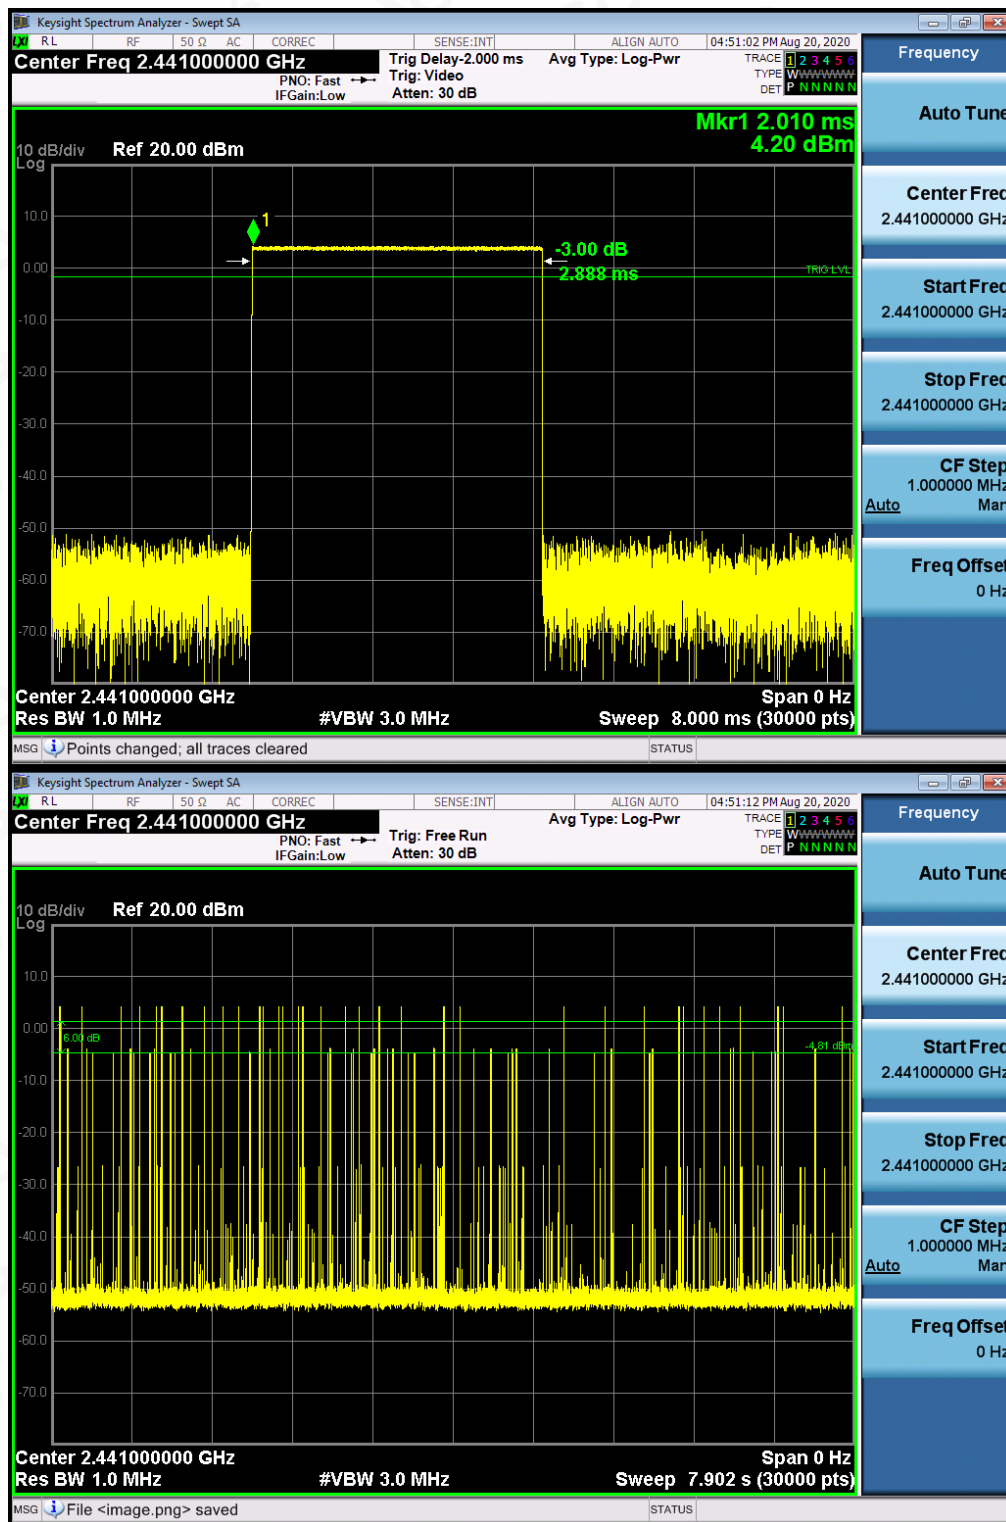 Keysight Spectrum Analyzer - Swept SA
LXI RL RF 50 Ω AC CORREC SENSE:INT ALIGN AUTO 04:51:02 PM Aug 20, 2020
Center Freq 2.441000000 GHz Trig Delay-2.000 ms Avg Type: Log-Pwr TRACE 1 2 3 4 5 6
PNO: Fast Trig: Video TYPE WWWWWWW
IFGain:Low Atten: 30 dB DET P N N N N N
Mkr1 2.010 ms
4.20 dBm
10 dB/div Ref 20.00 dBm
Log
10.0
1
-3.00 dB
0.00
2.888 ms
TRIG LVL
-10.0
-20.0
-30.0
-40.0
-50.0
-60.0
-70.0
Center 2.441000000 GHz Span 0 Hz
Res BW 1.0 MHz #VBW 3.0 MHz Sweep 8.000 ms (30000 pts)
MSG Points changed; all traces cleared STATUS
Frequency
Auto Tune
Center Freq
2.441000000 GHz
Start Freq
2.441000000 GHz
Stop Freq
2.441000000 GHz
CF Step
1.000000 MHz
Auto Man
Freq Offset
0 Hz
Keysight Spectrum Analyzer - Swept SA
LXI RL RF 50 Ω AC CORREC SENSE:INT ALIGN AUTO 04:51:12 PM Aug 20, 2020
Center Freq 2.441000000 GHz Avg Type: Log-Pwr TRACE 1 2 3 4 5 6
PNO: Fast Trig: Free Run TYPE WWWWWWW
IFGain:Low Atten: 30 dB DET P N N N N N
10 dB/div Ref 20.00 dBm
Log
10.0
0.00
6.00 dB
-4.81 dBm
-10.0
-20.0
-30.0
-40.0
-50.0
-60.0
-70.0
Center 2.441000000 GHz Span 0 Hz
Res BW 1.0 MHz #VBW 3.0 MHz Sweep 7.902 s (30000 pts)
MSG File <image.png> saved STATUS
Frequency
Auto Tune
Center Freq
2.441000000 GHz
Start Freq
2.441000000 GHz
Stop Freq
2.441000000 GHz
CF Step
1.000000 MHz
Auto Man
Freq Offset
0 Hz